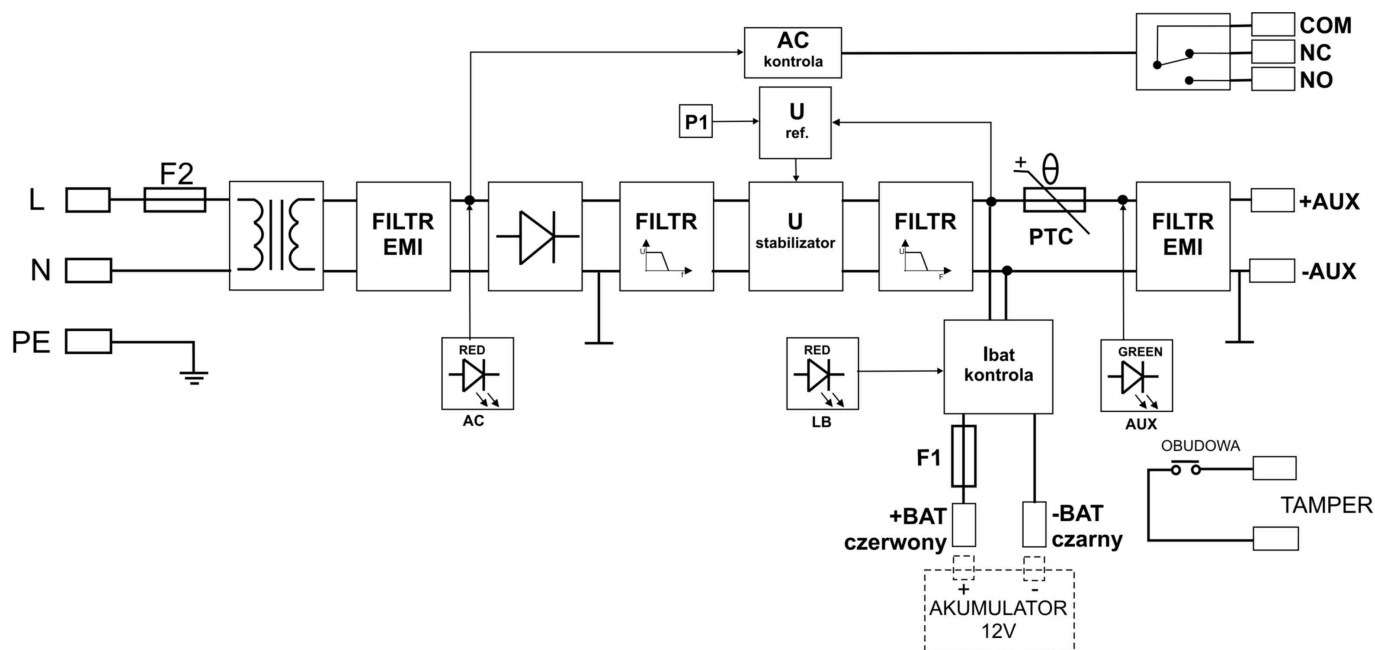 COM
AC
kontrola
NC
NO
P1
U
ref.
F2
+
θ
L
FILTR
EMI
FILTR
U
f
U
stabilizator
FILTR
U
F
PTC
FILTR
EMI
+AUX
N
-AUX
PE
RED
AC
RED
LB
Ibat
kontrola
GREEN
AUX
F1
OBUDOWA
TAMPER
+BAT
czerwony
-BAT
czarny
+
-
AKUMULATOR
12V